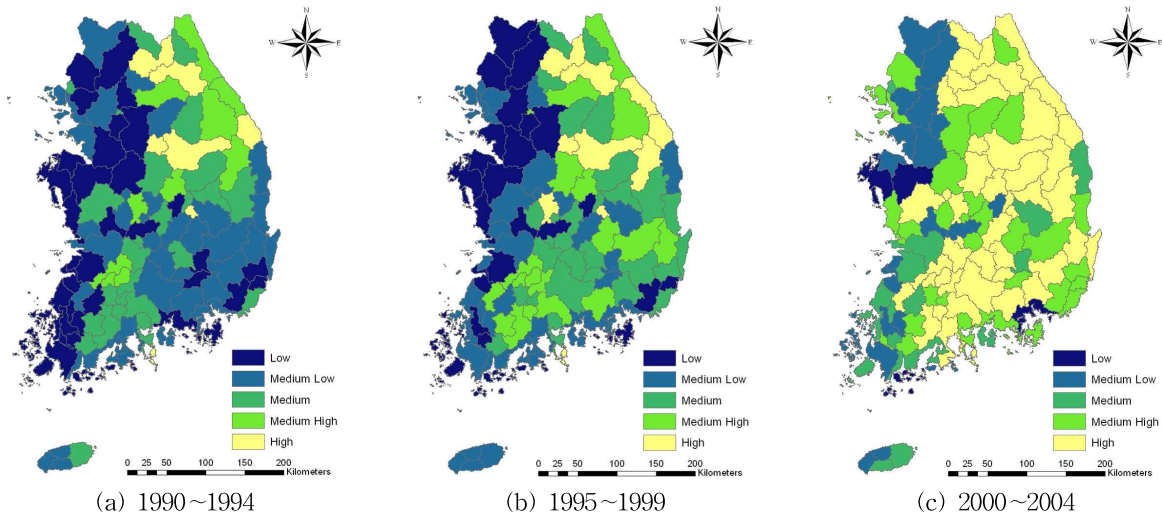 N
W E
S
Low
Medium Low
Medium
Medium High
High
0 25 50 100 150 200
Kilometers
(a) 1990~1994
N
W E
S
Low
Medium Low
Medium
Medium High
High
0 25 50 100 150 200
Kilometers
(b) 1995~1999
N
W E
S
Low
Medium Low
Medium
Medium High
High
0 25 50 100 150 200
Kilometers
(c) 2000~2004